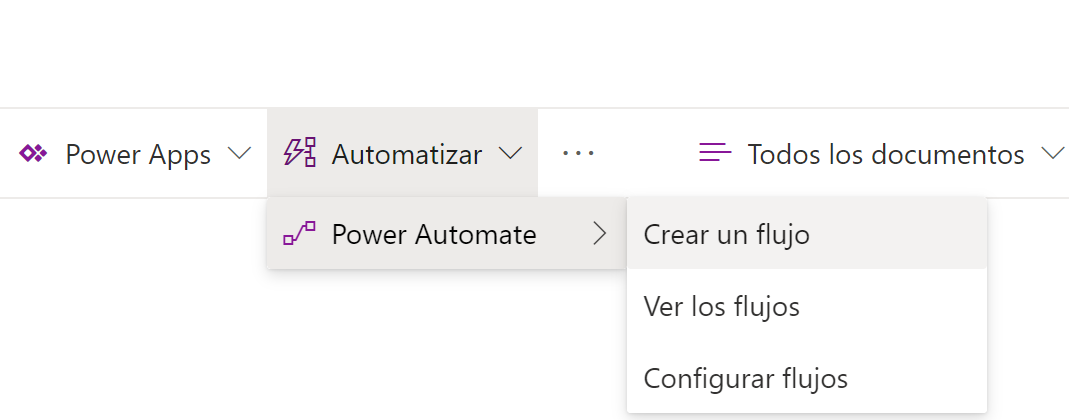 Power Apps Automatizar ... Todos los documentos
Power Automate Crear un flujo
Ver los flujos
Configurar flujos